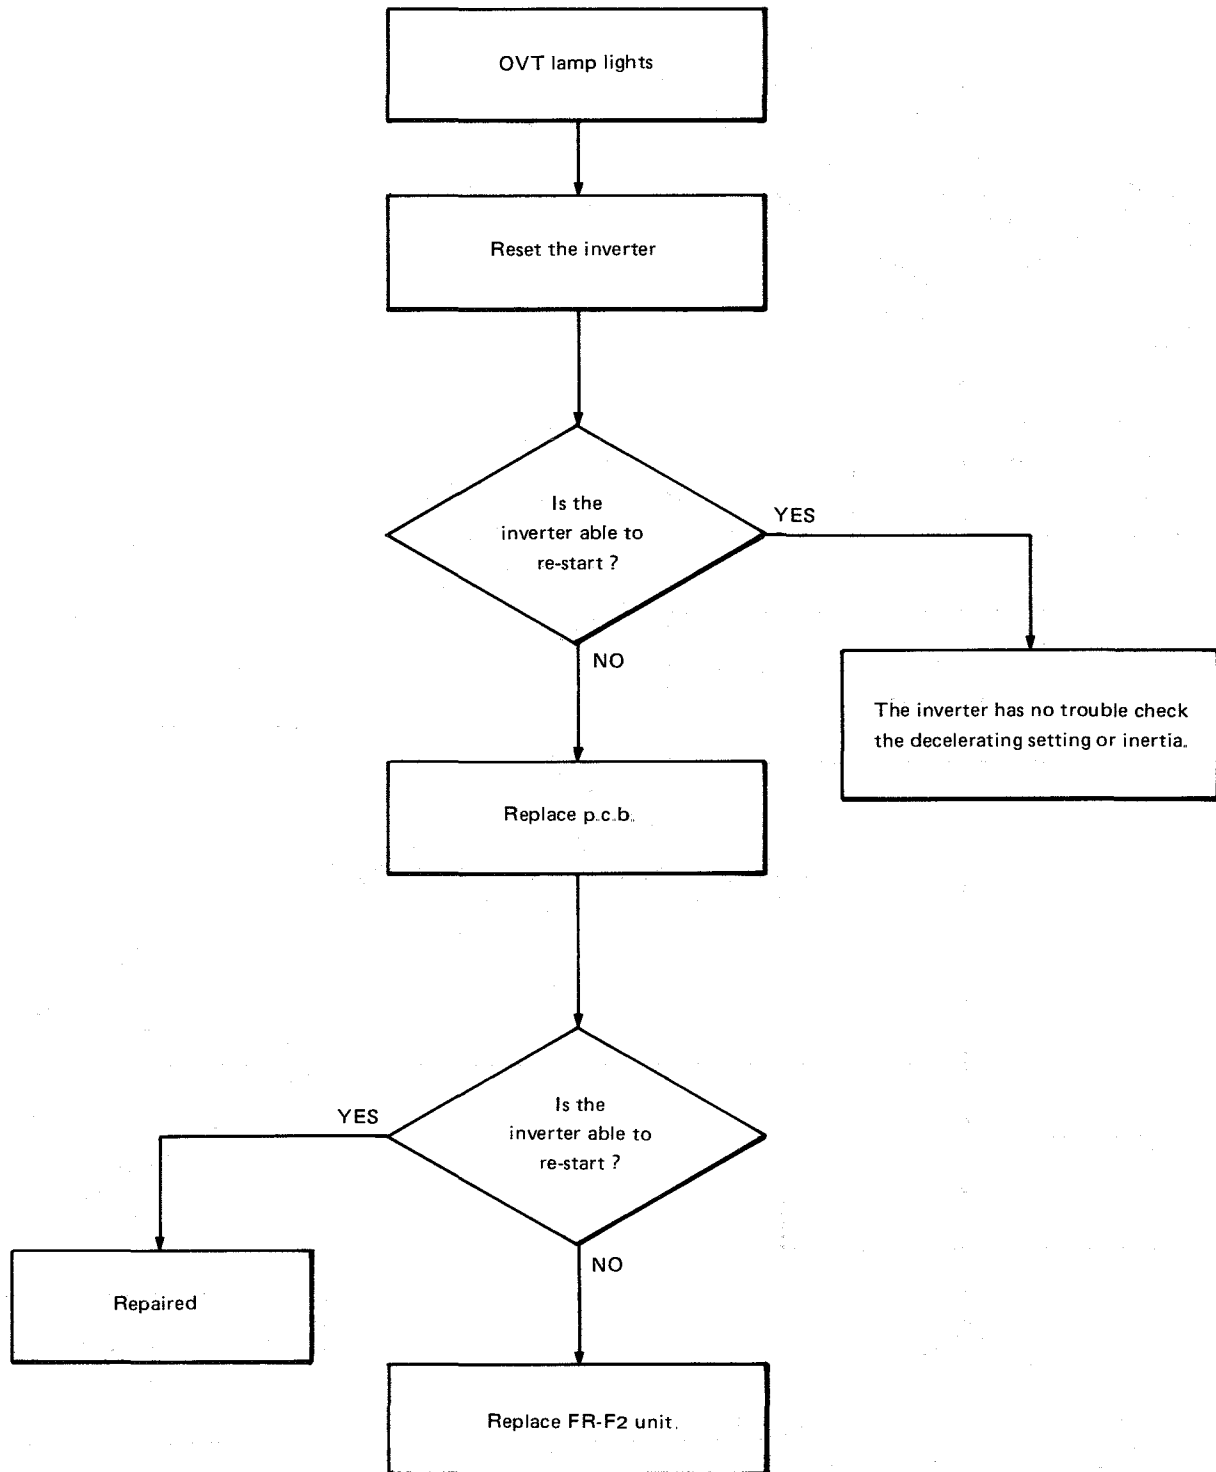 OVT lamp lights
Reset the inverter
Is the
inverter able to
re-start ?
YES
NO
The inverter has no trouble check
the decelerating setting or inertia.
Replace p.c.b.
Is the
inverter able to
re-start ?
YES
NO
Repaired
Replace FR-F2 unit.